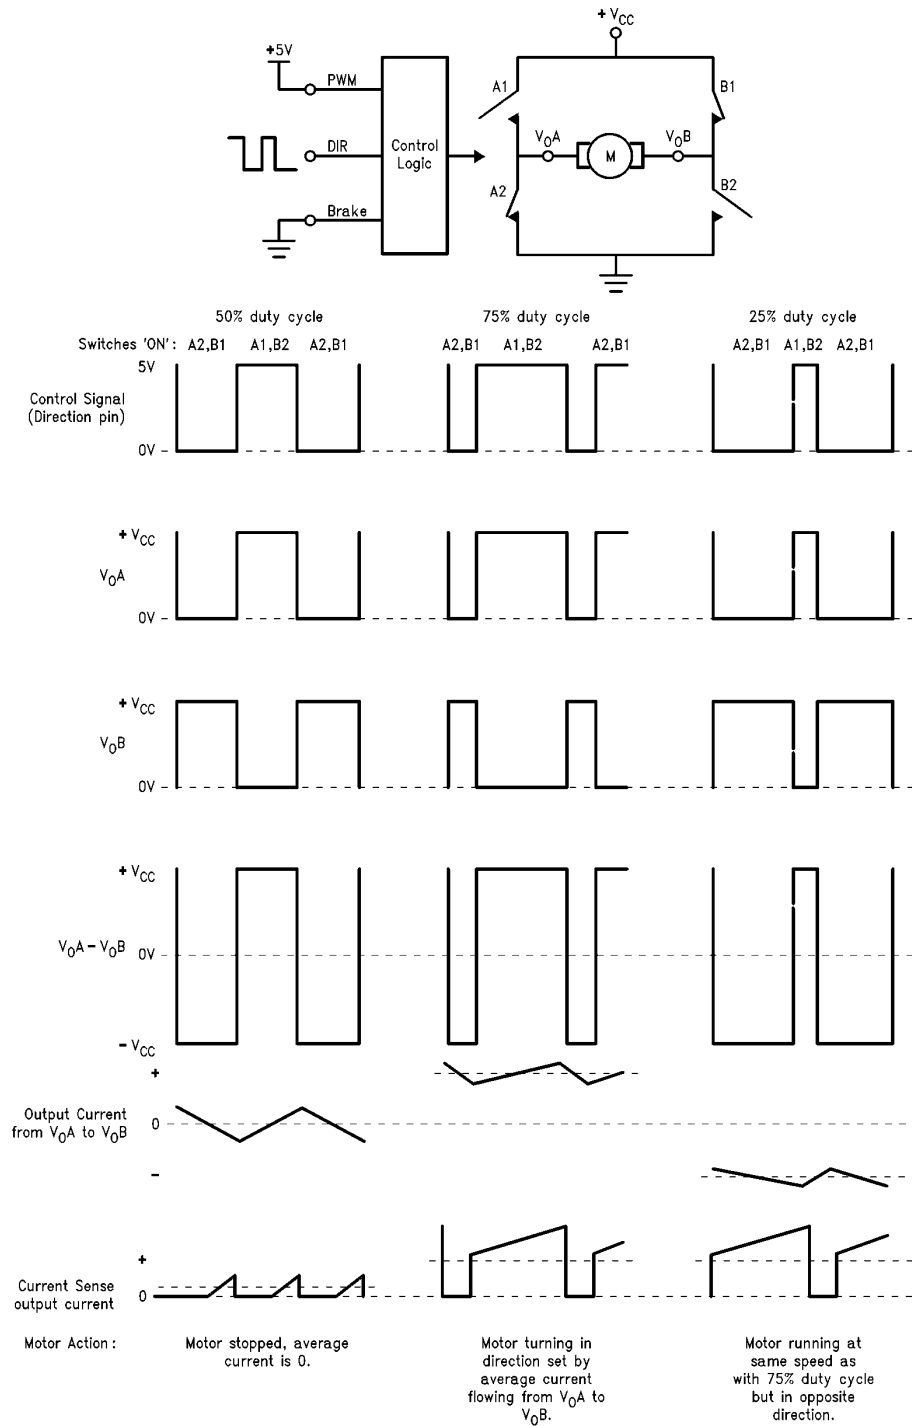 + VCC
+5V
PWM
A1
B1
DIR
Control
Logic
VOA
M
VOB
A2
B2
Brake
50% duty cycle 75% duty cycle 25% duty cycle
Switches 'ON': A2,B1 A1,B2 A2,B1 A2,B1 A1,B2 A2,B1 A2,B1 A1,B2 A2,B1
5V
Control Signal
(Direction pin)
0V
+ VCC
VOA
0V
+ VCC
VOB
0V
+ VCC
VOA – VOB 0V
– VCC
+
Output Current
from VOA to VOB
0
–
+
Current Sense
output current
0
Motor Action:
Motor stopped, average
current is 0.
Motor turning in
direction set by
average current
flowing from VOA to
VOB.
Motor running at
same speed as
with 75% duty cycle
but in opposite
direction.